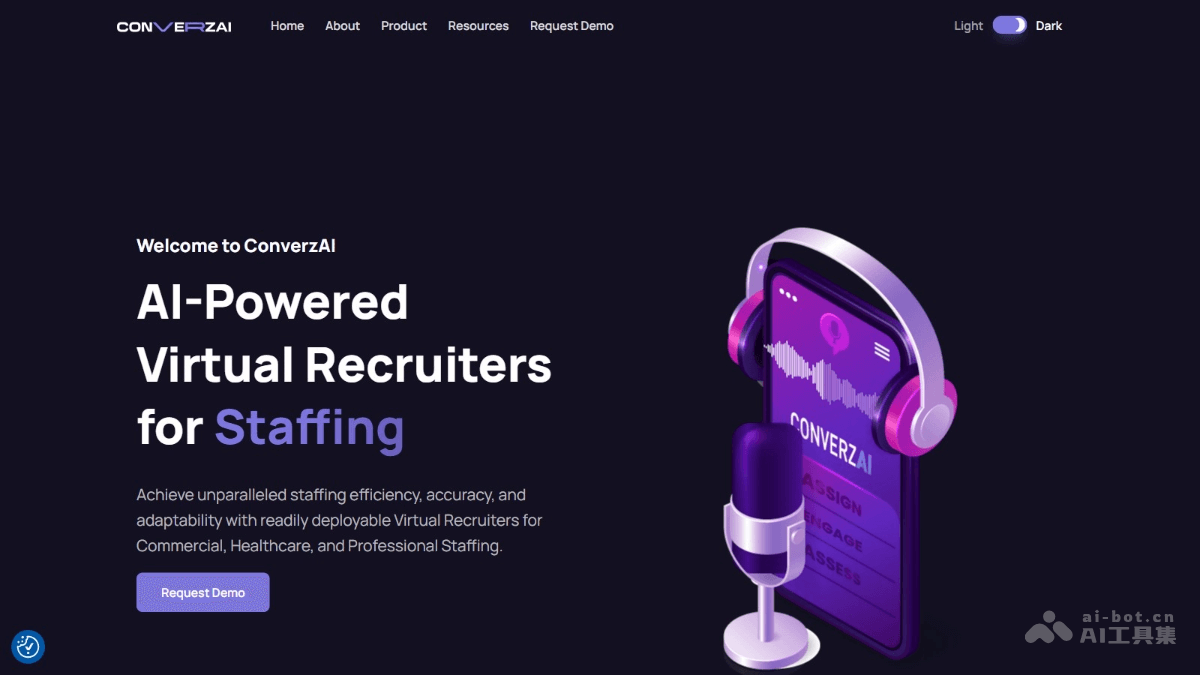 CONVERZAI
Home
About
Product
Resources
Request Demo
Light
Dark
Welcome to ConverzAI
AI-Powered
Virtual Recruiters
for Staffing
Achieve unparalleled staffing efficiency, accuracy, and
adaptability with readily deployable Virtual Recruiters for
Commercial, Healthcare, and Professional Staffing.
Request Demo
CONVERZAI
ASSIGN
ENGAGE
ASSESS
ai-bot.cn
AI工具集